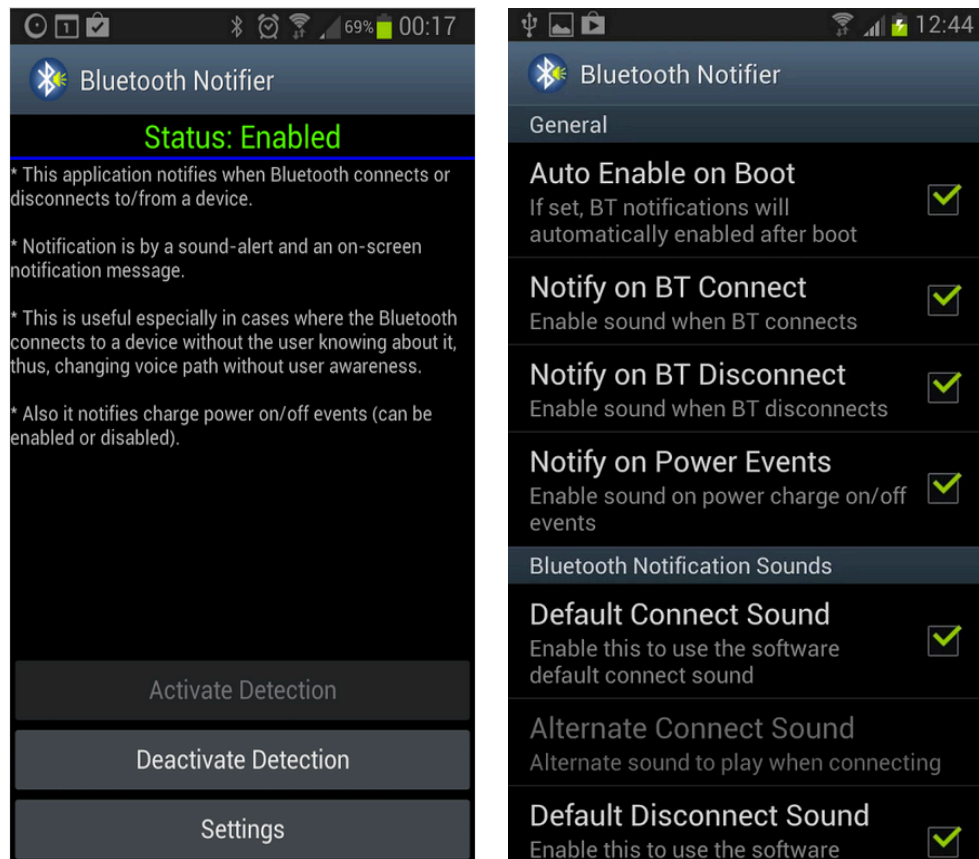 69% 00:17
Bluetooth Notifier
Status: Enabled
* This application notifies when Bluetooth connects or
disconnects to/from a device.
* Notification is by a sound-alert and an on-screen
notification message.
* This is useful especially in cases where the Bluetooth
connects to a device without the user knowing about it,
thus, changing voice path without user awareness.
* Also it notifies charge power on/off events (can be
enabled or disabled).
Activate Detection
Deactivate Detection
Settings
12:44
Bluetooth Notifier
General
Auto Enable on Boot
If set, BT notifications will
automatically enabled after boot
Notify on BT Connect
Enable sound when BT connects
Notify on BT Disconnect
Enable sound when BT disconnects
Notify on Power Events
Enable sound on power charge on/off
events
Bluetooth Notification Sounds
Default Connect Sound
Enable this to use the software
default connect sound
Alternate Connect Sound
Alternate sound to play when connecting
Default Disconnect Sound
Enable this to use the software